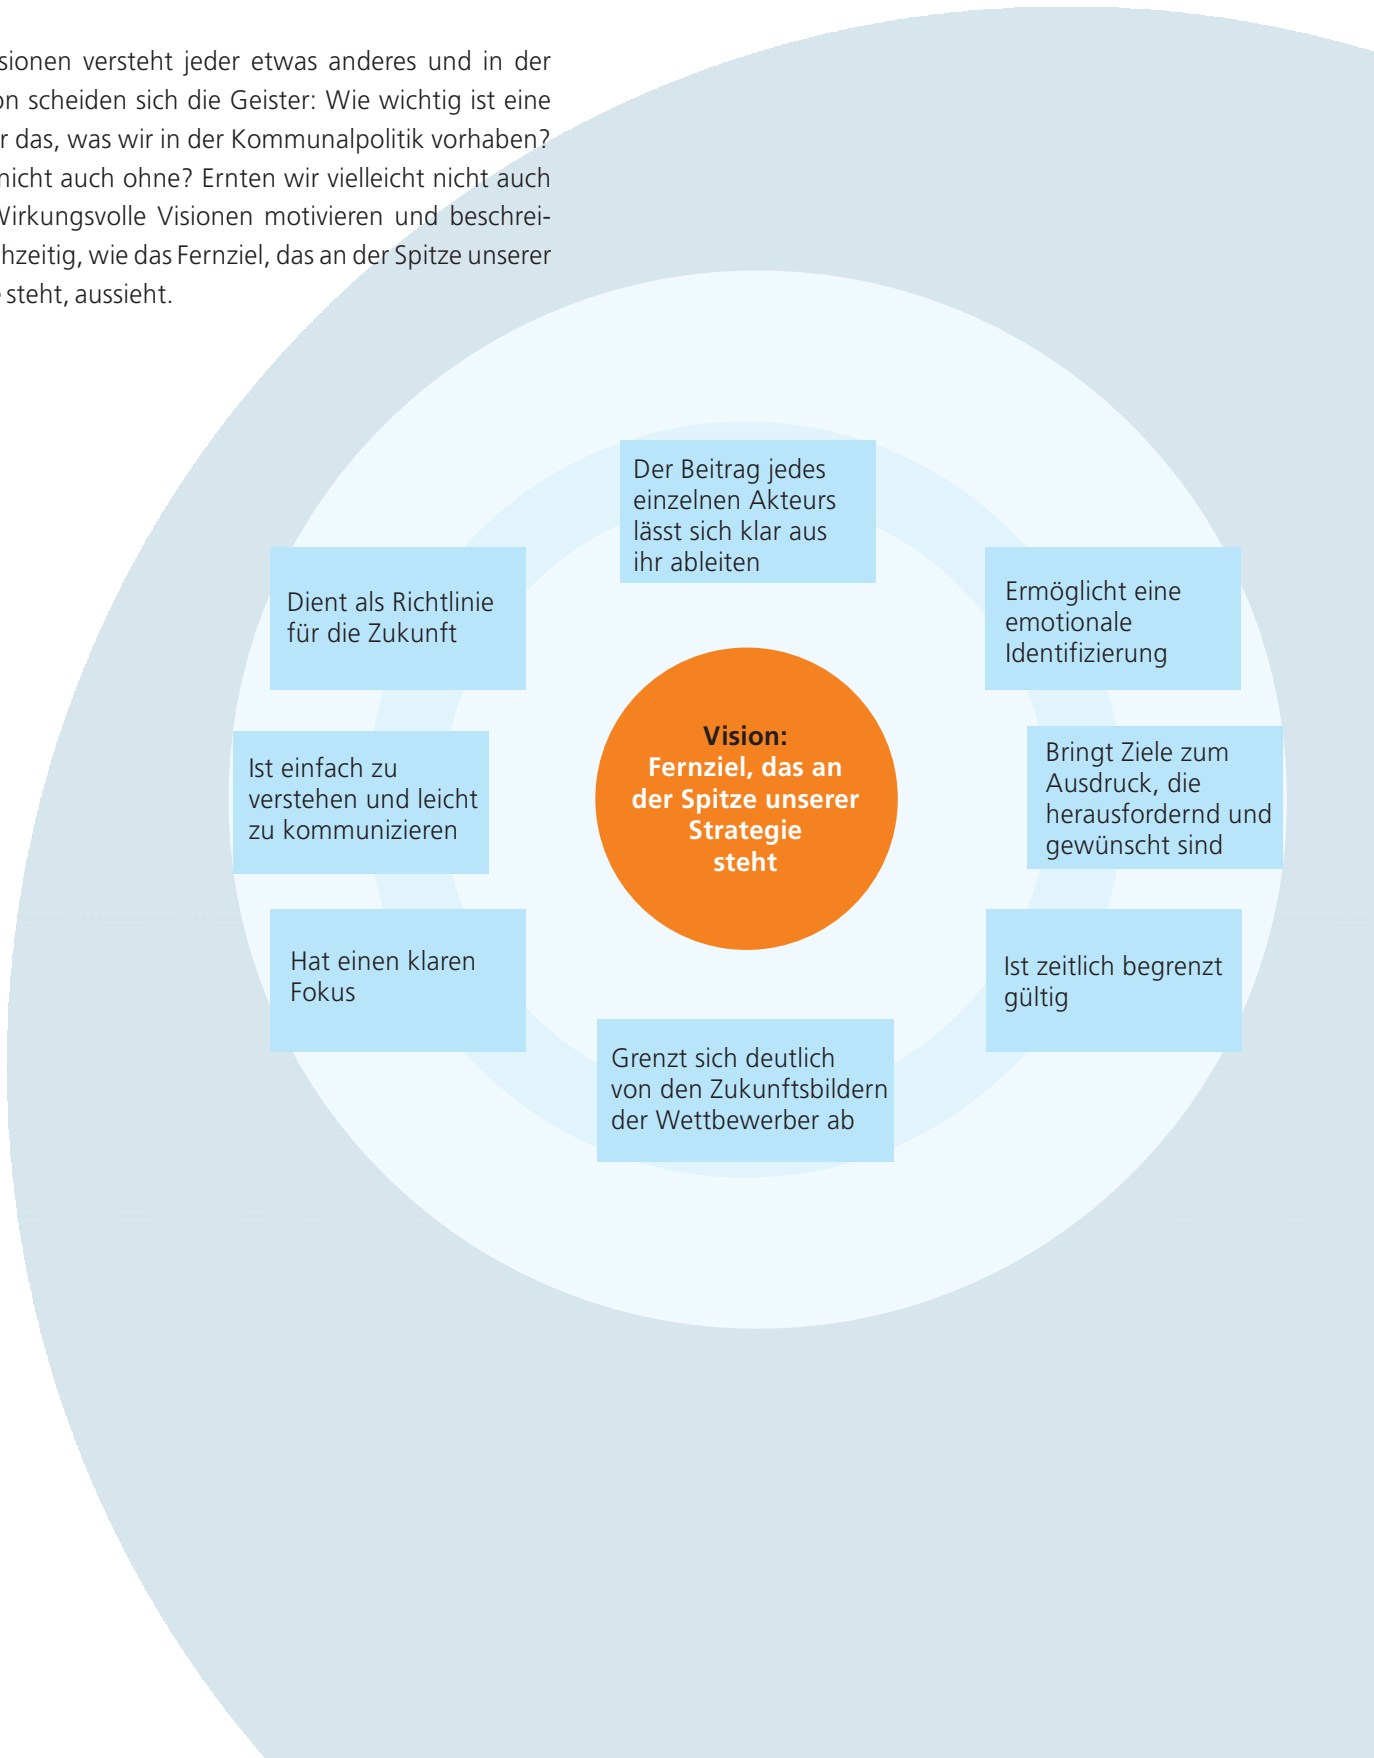 sionen versteht jeder etwas anderes und in der
on scheiden sich die Geister: Wie wichtig ist eine
r das, was wir in der Kommunalpolitik vorhaben?
nicht auch ohne? Ernten wir vielleicht nicht auch
Wirkungsvolle Visionen motivieren und beschrei-
hzeitig, wie das Fernziel, das an der Spitze unserer
steht, aussieht.
Der Beitrag jedes
einzelnen Akteurs
lässt sich klar aus
ihr ableiten
Dient als Richtlinie
für die Zukunft
Ermöglicht eine
emotionale
Identifizierung
Vision:
Fernziel, das an
der Spitze unserer
Strategie
steht
Ist einfach zu
verstehen und leicht
zu kommunizieren
Bringt Ziele zum
Ausdruck, die
herausfordernd und
gewünscht sind
Hat einen klaren
Fokus
Ist zeitlich begrenzt
gültig
Grenzt sich deutlich
von den Zukunftsbildern
der Wettbewerber ab